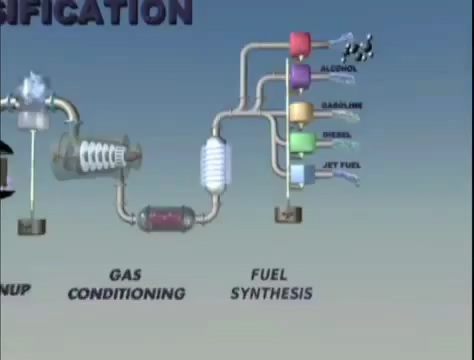 SIFICATION
ALCOHOL
GASOLINE
DIESEL
JET FUEL
NUP
GAS
CONDITIONING
FUEL
SYNTHESIS